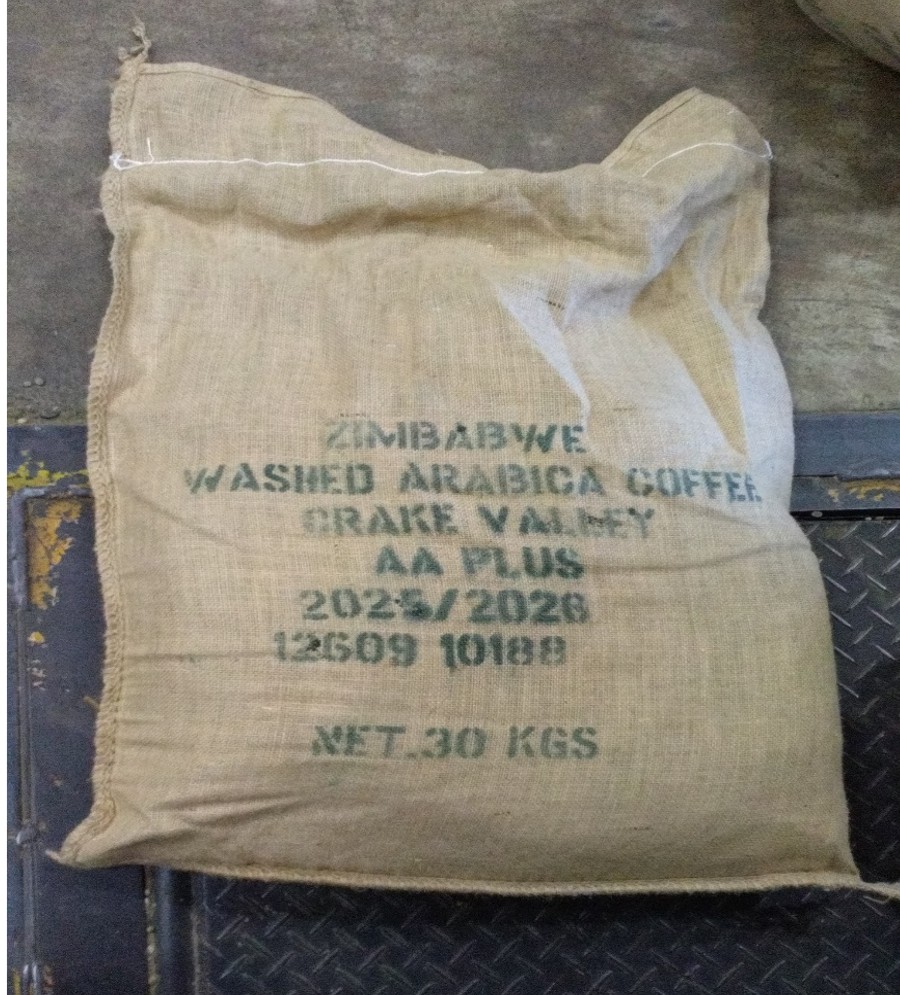 ZIMBABWE
WASHED ARABICA COFFEE
CRAKE VALLEY
AA PLUS
2025/2026
12609 10188
NET.30 KGS